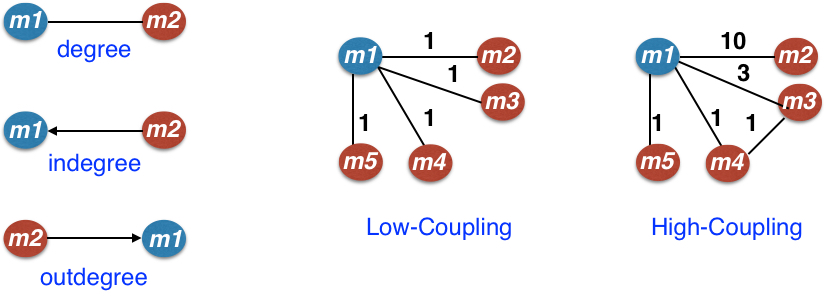 m1 m2
degree
m1 m2
indegree
m2 m1
outdegree
1
m1 m2
1
m3
1
1
m5 m4
Low-Coupling
10
m1 m2
3
m3
1 1
1
m5 m4
High-Coupling